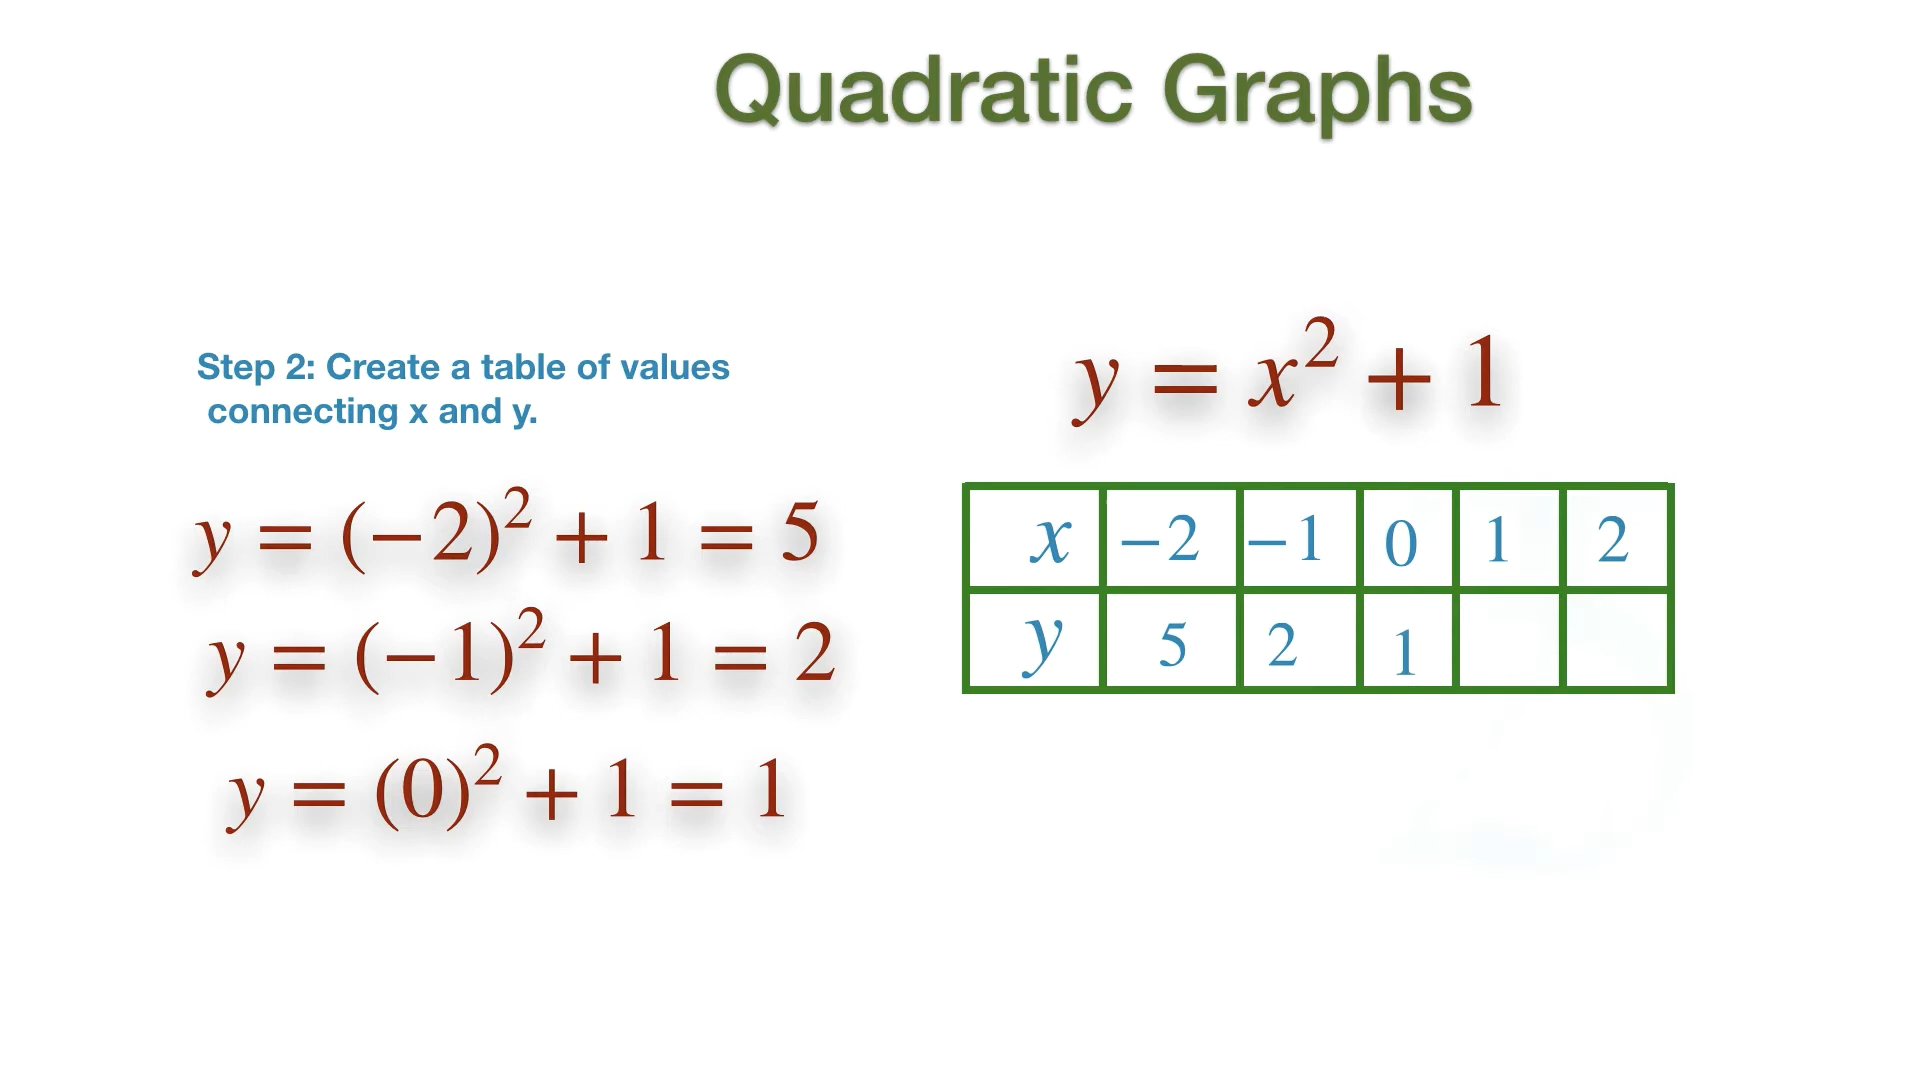 Quadratic Graphs
Step 2: Create a table of values
connecting x and y.
y = (−2)² + 1 = 5
y = (−1)² + 1 = 2
y = (0)² + 1 = 1
y = x² + 1
x −2 −1 0 1 2
y 5 2 1